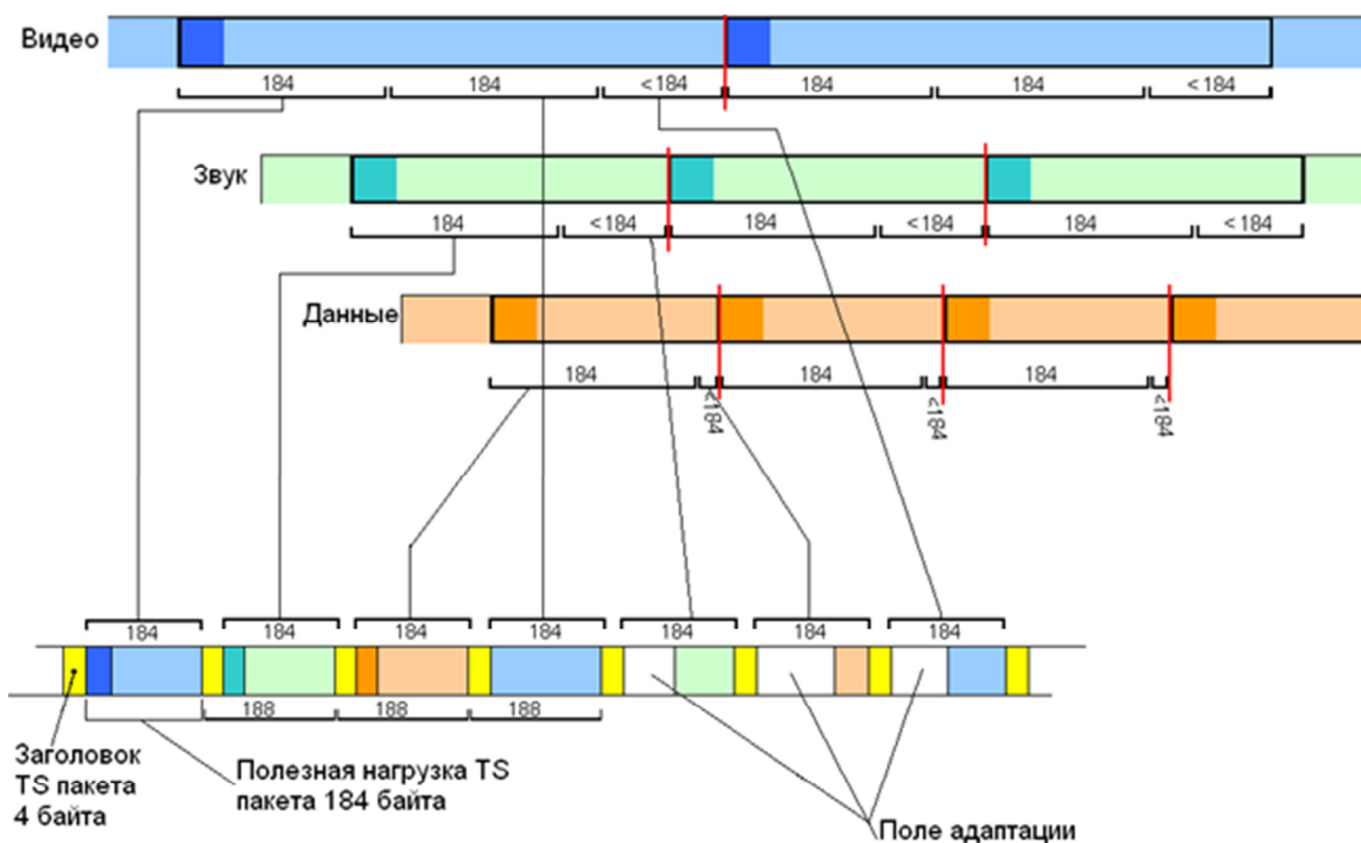 Видео
184 184 <184 184 184 <184
Звук
184 <184 184 <184 184 <184
Данные
184 <184 184 <184 184 <184
184 184 184 184 184 184 184
188 188 188
Заголовок
TS пакета
4 байта
Полезная нагрузка TS
пакета 184 байта
Поле адаптации